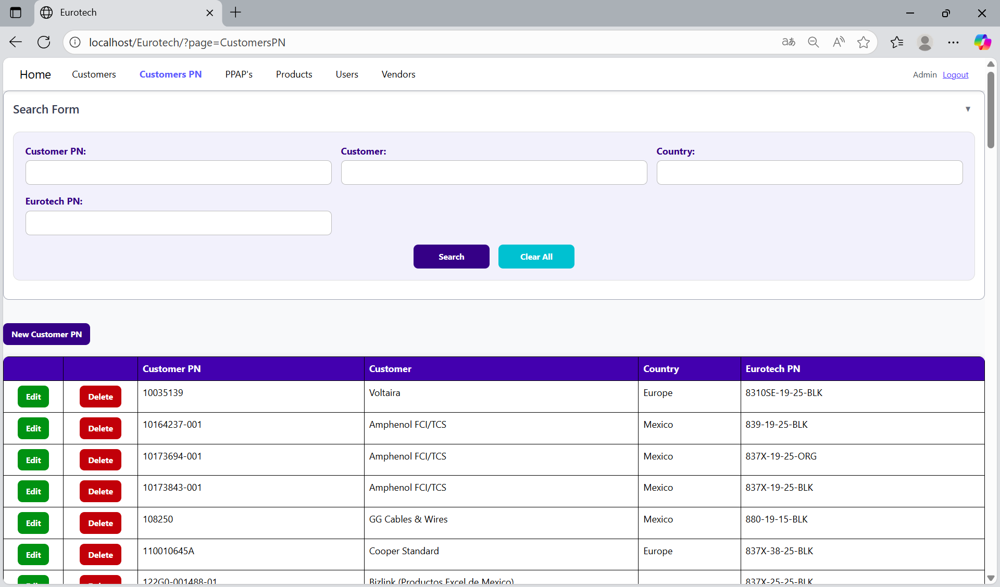 Eurotech
localhost/Eurotech/?page=CustomersPN
Home Customers Customers PN PPAP's Products Users Vendors Admin Logout
Search Form
Customer PN: Customer: Country:
Eurotech PN:
Search Clear All
New Customer PN
Customer PN Customer Country Eurotech PN
Edit Delete 10035139 Voltaira Europe 8310SE-19-25-BLK
Edit Delete 10164237-001 Amphenol FCI/TCS Mexico 839-19-25-BLK
Edit Delete 10173694-001 Amphenol FCI/TCS Mexico 837X-19-25-ORG
Edit Delete 10173843-001 Amphenol FCI/TCS Mexico 837X-19-25-BLK
Edit Delete 108250 GG Cables & Wires Mexico 880-19-15-BLK
Edit Delete 110010645A Cooper Standard Europe 837X-38-25-BLK
122G0-001488-01 Bizlink (Productos Excel de Mexico) 837X-25-25-BLK